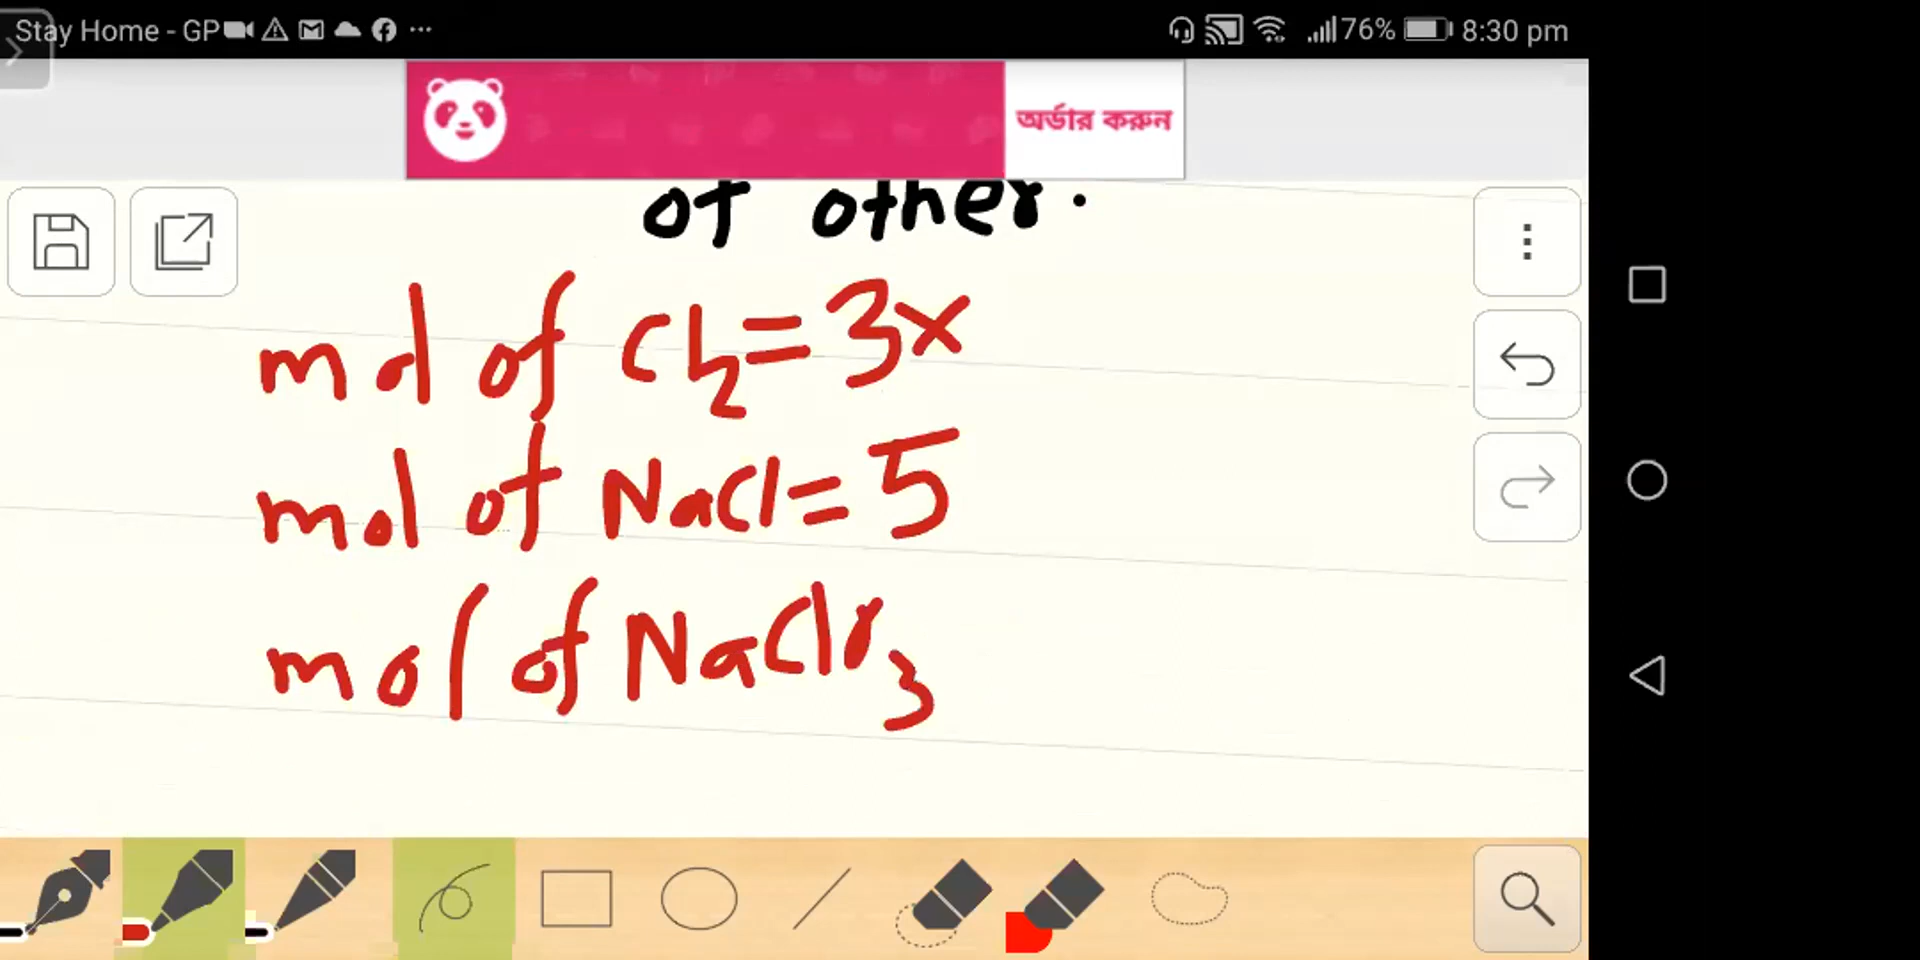 Stay Home - GP ... 76% 8:30 pm
অর্ডার করুন
of other.
mol of Cl2 = 3x
mol of NaCl = 5
mol of NaClO3